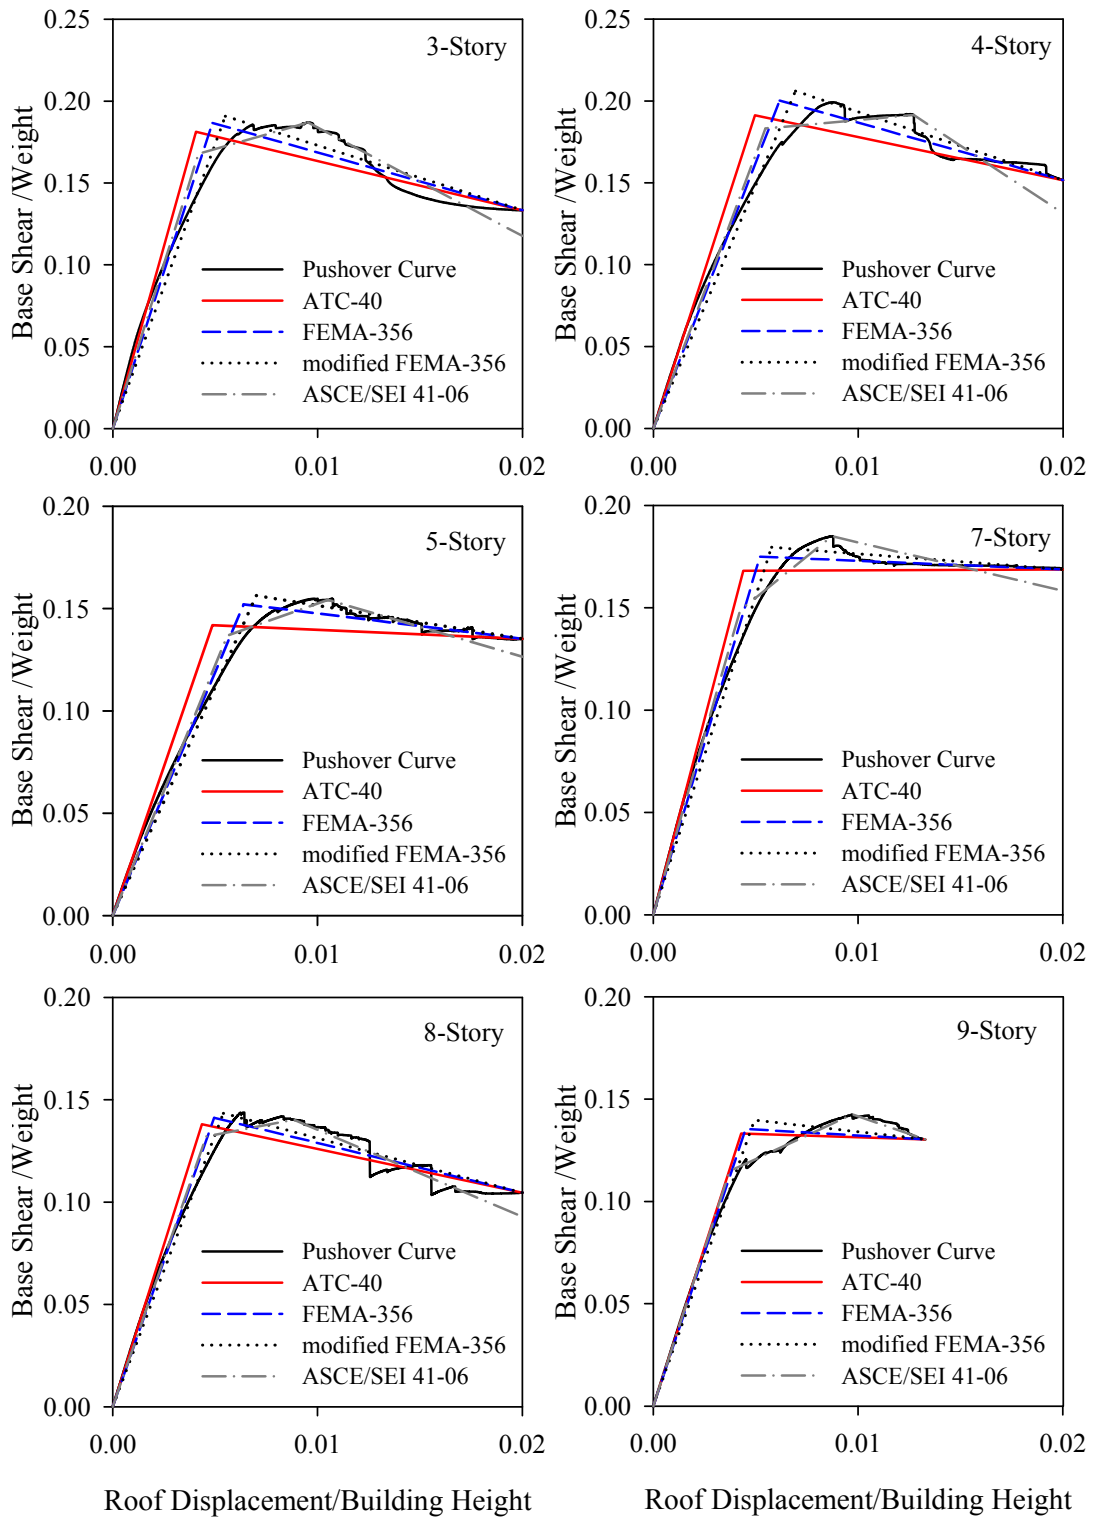 3-Story
0.25
0.20
0.15
0.10
0.05
0.00
Base Shear /Weight
Pushover Curve
ATC-40
FEMA-356
modified FEMA-356
ASCE/SEI 41-06
0.00 0.01 0.02
4-Story
0.25
0.20
0.15
0.10
0.05
0.00
Base Shear /Weight
Pushover Curve
ATC-40
FEMA-356
modified FEMA-356
ASCE/SEI 41-06
0.00 0.01 0.02
5-Story
0.20
0.15
0.10
0.05
0.00
Base Shear /Weight
Pushover Curve
ATC-40
FEMA-356
modified FEMA-356
ASCE/SEI 41-06
0.00 0.01 0.02
7-Story
0.20
0.15
0.10
0.05
0.00
Base Shear /Weight
Pushover Curve
ATC-40
FEMA-356
modified FEMA-356
ASCE/SEI 41-06
0.00 0.01 0.02
8-Story
0.20
0.15
0.10
0.05
0.00
Base Shear /Weight
Pushover Curve
ATC-40
FEMA-356
modified FEMA-356
ASCE/SEI 41-06
0.00 0.01 0.02
Roof Displacement/Building Height
9-Story
0.20
0.15
0.10
0.05
0.00
Base Shear /Weight
Pushover Curve
ATC-40
FEMA-356
modified FEMA-356
ASCE/SEI 41-06
0.00 0.01 0.02
Roof Displacement/Building Height